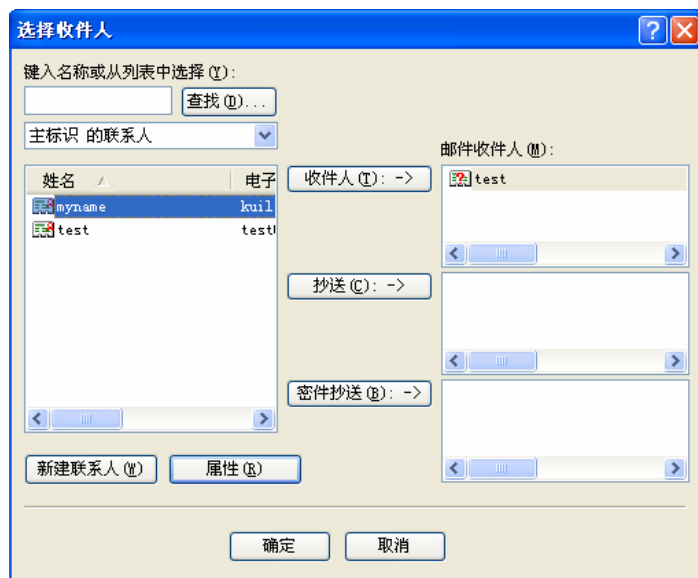 选择收件人
键入名称或从列表中选择(Y):
查找(D)...
主标识 的联系人
邮件收件人(M):
姓名 电子
收件人(T): ->
test
myname kuil
test test
抄送(C): ->
密件抄送(B): ->
新建联系人(W)
属性(R)
确定
取消